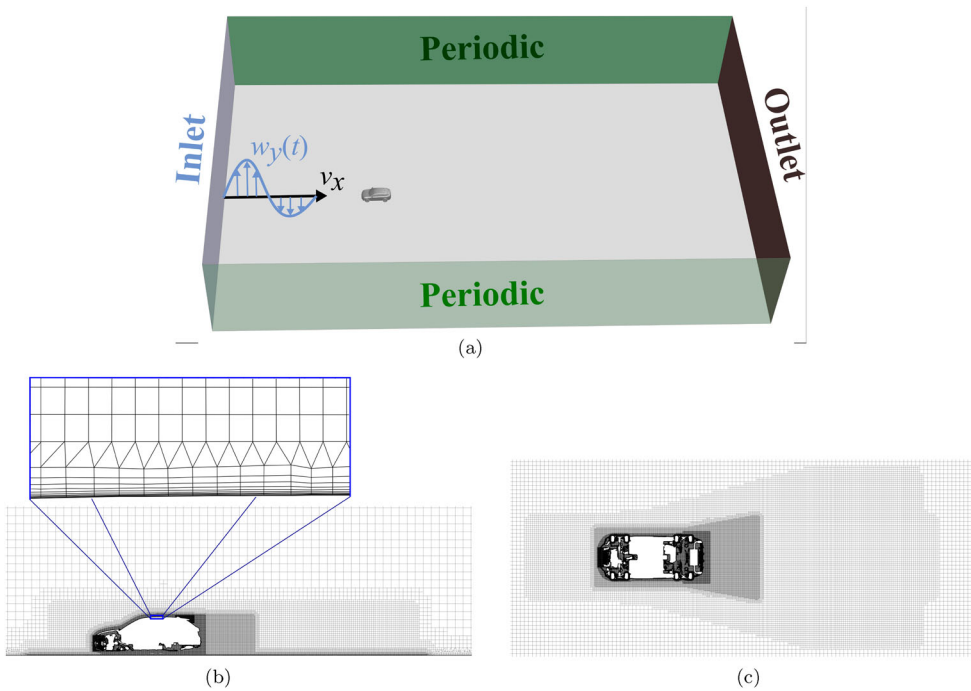 Periodic
Inlet
w_y(t)
v_x
Outlet
Periodic
(a)
(b)
(c)